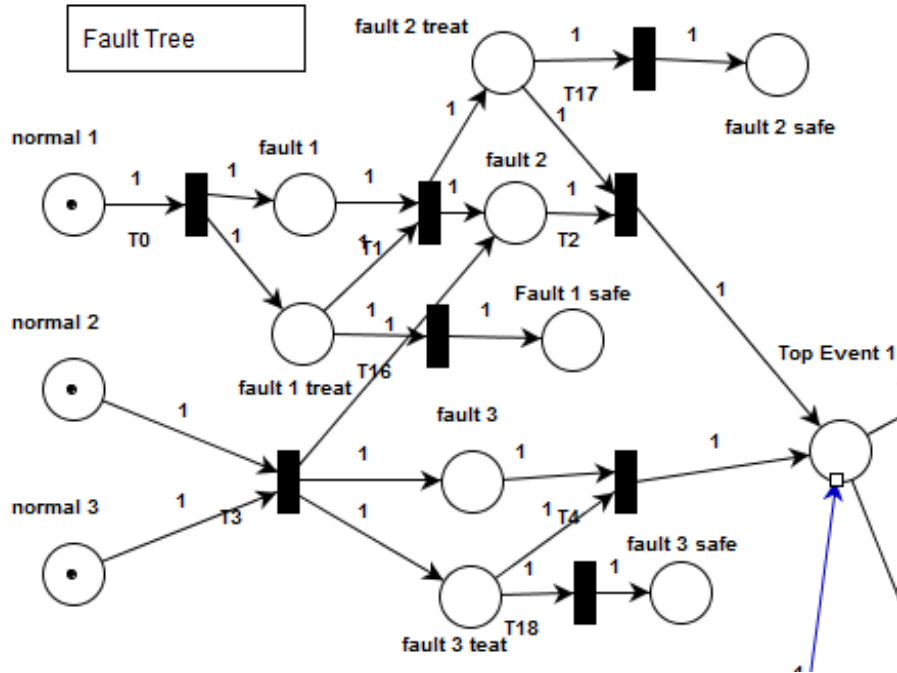 Fault Tree
fault 2 treat
1
1
T17
fault 2 safe
normal 1
1
1
fault 1
1
1
1
fault 2
1
1
T0
1
1
T1
T2
normal 2
1
1
1
Fault 1 safe
T16
fault 1 treat
1
Top Event 1
1
fault 3
1
1
1
normal 3
1
T3
1
1
T4
fault 3 safe
1
1
T18
fault 3 teat
1